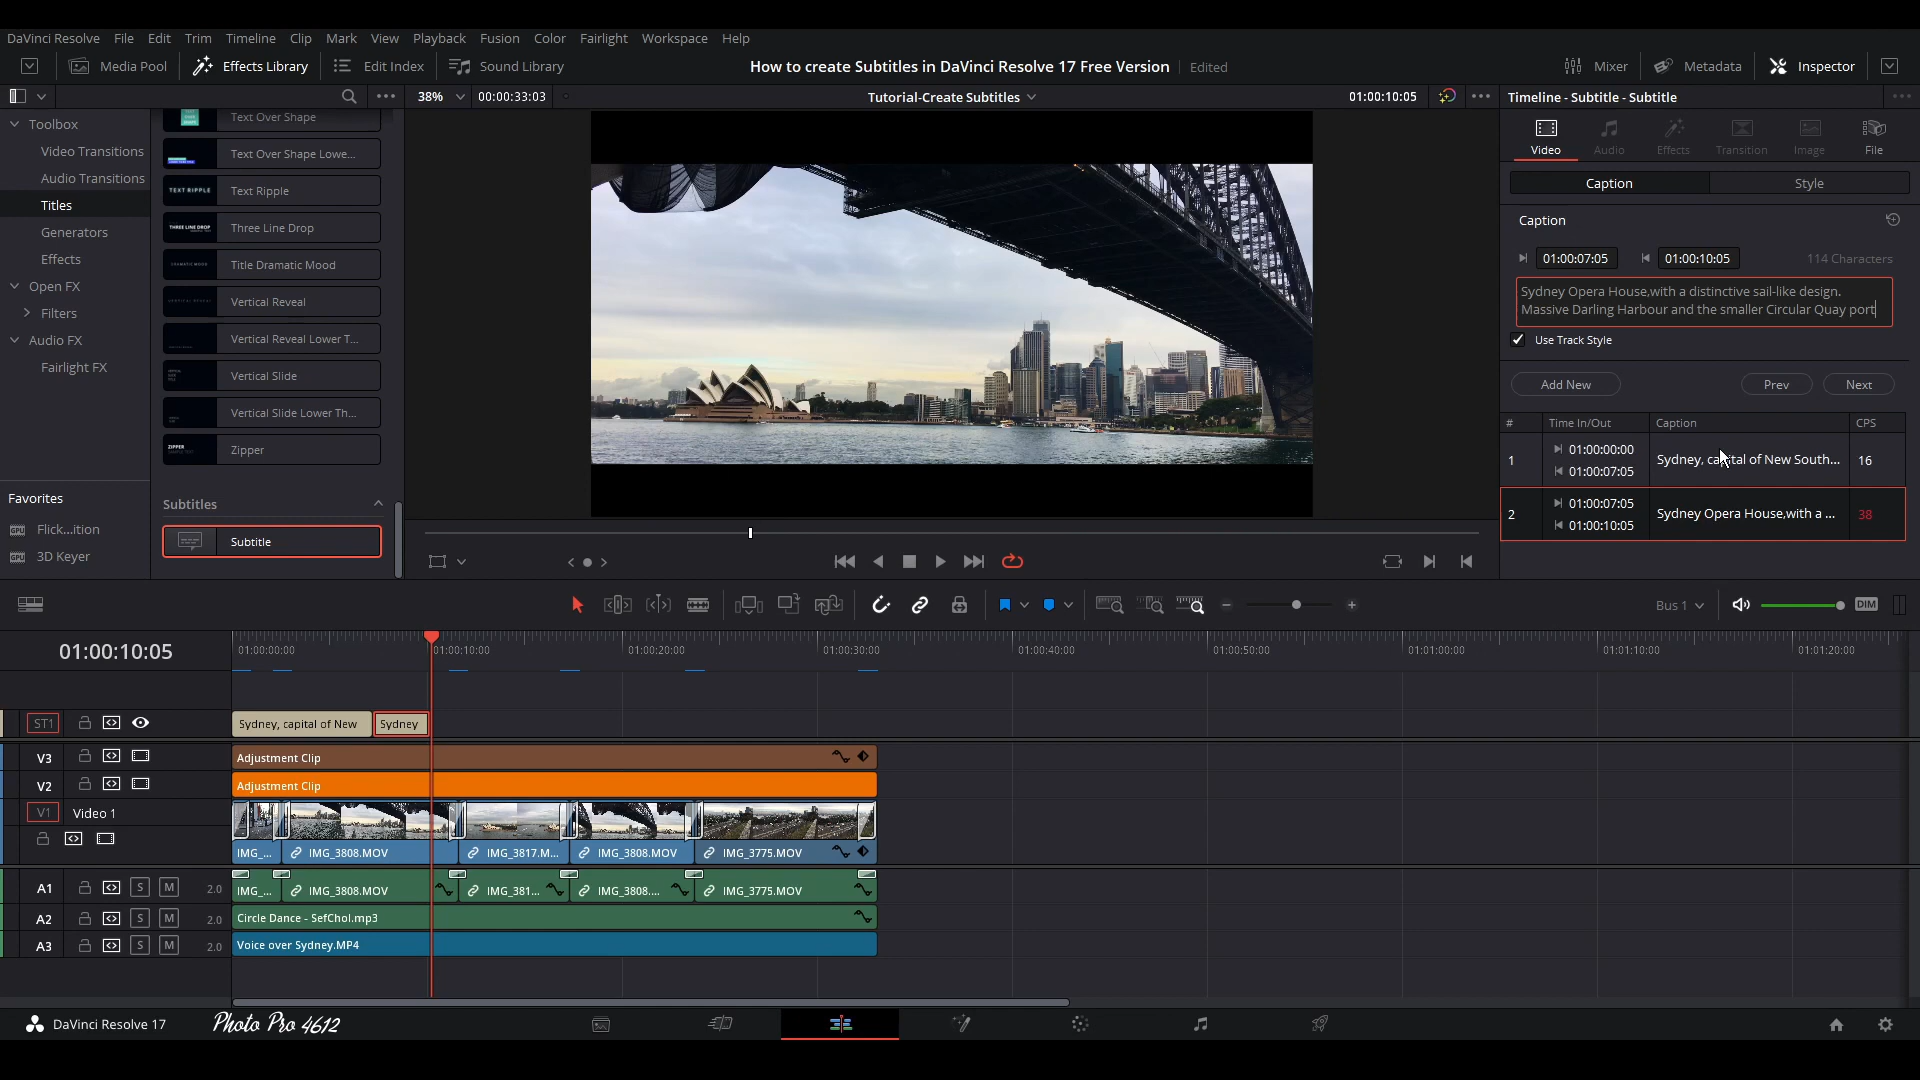 DaVinci Resolve File Edit Trim Timeline Clip Mark View Playback Fusion Color Fairlight Workspace Help
Media Pool Effects Library Edit Index Sound Library How to create Subtitles in DaVinci Resolve 17 Free Version Edited Mixer Metadata Inspector
38% 00:00:33:03 Tutorial-Create Subtitles 01:00:10:05 Timeline - Subtitle - Subtitle
Toolbox
Video Transitions
Audio Transitions
Titles
Generators
Effects
Open FX
Filters
Audio FX
Fairlight FX
Favorites
Flick...ition
3D Keyer
Text Over Shape
Text Over Shape Lowe...
TEXT RIPPLE Text Ripple
THREE LINE DROP Three Line Drop
Title Dramatic Mood
Vertical Reveal
Vertical Reveal Lower T...
Vertical Slide
Vertical Slide Lower Th...
ZIPPER Zipper
Subtitles
Subtitle
Video Audio Effects Transition Image File
Caption Style
Caption
01:00:07:05 01:00:10:05 114 Characters
Sydney Opera House,with a distinctive sail-like design.
Massive Darling Harbour and the smaller Circular Quay port
Use Track Style
Add New Prev Next
# Time In/Out Caption CPS
1 01:00:00:00 01:00:07:05 Sydney, capital of New South... 16
2 01:00:07:05 01:00:10:05 Sydney Opera House,with a ... 38
Bus 1 DIM
01:00:10:05 01:00:00:00 01:00:10:00 01:00:20:00 01:00:30:00 01:00:40:00 01:00:50:00 01:01:00:00 01:01:10:00 01:01:20:00
ST1 Sydney, capital of New Sydney
V3 Adjustment Clip
V2 Adjustment Clip
V1 Video 1
IMG_... IMG_3808.MOV IMG_3817.M... IMG_3808.MOV IMG_3775.MOV
A1 S M 2.0 IMG_... IMG_3808.MOV IMG_381... IMG_3808.... IMG_3775.MOV
A2 S M 2.0 Circle Dance - SefChol.mp3
A3 S M 2.0 Voice over Sydney.MP4
DaVinci Resolve 17 Photo Pro 4612